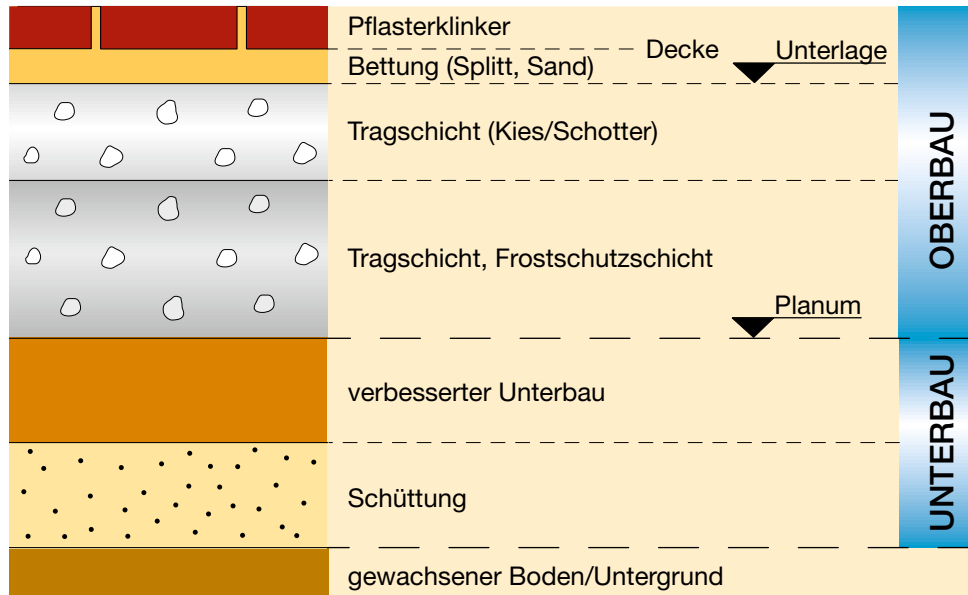 Pflasterklinker
Decke
Unterlage
Bettung (Splitt, Sand)
Tragschicht (Kies/Schotter)
OBERBAU
Tragschicht, Frostschutzschicht
Planum
verbesserter Unterbau
UNTERBAU
Schüttung
gewachsener Boden/Untergrund